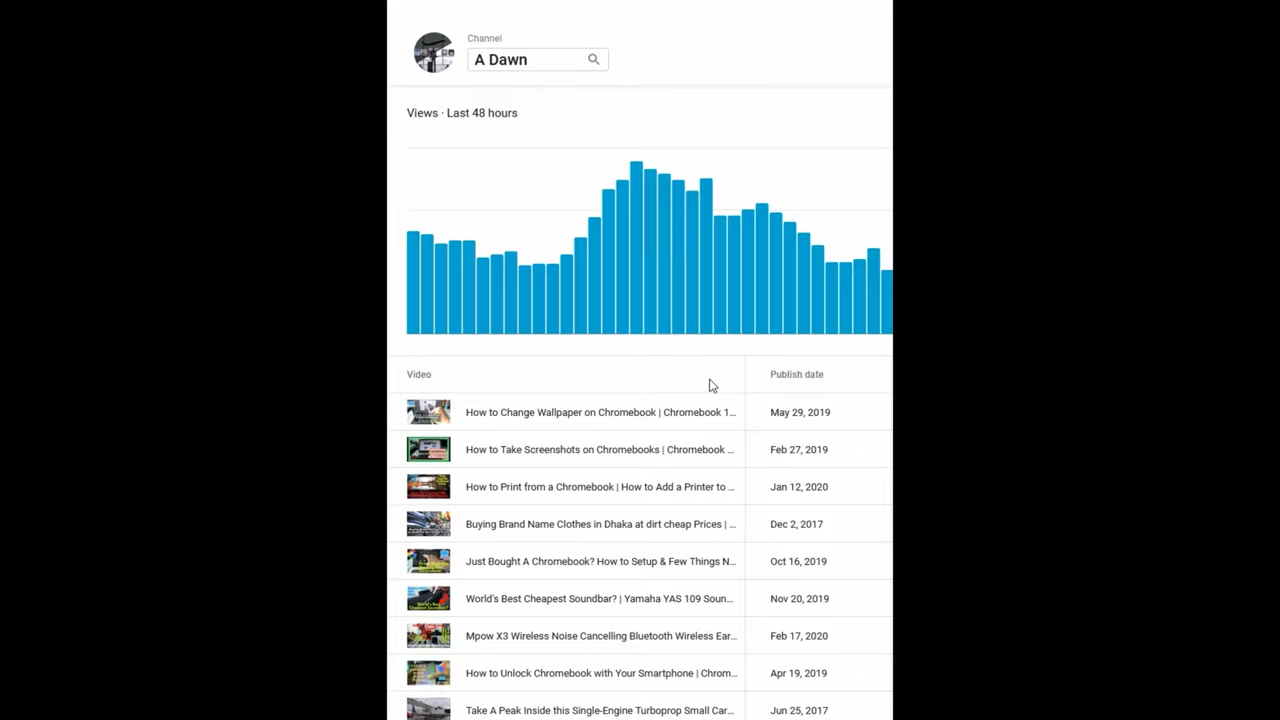 Channel
A Dawn
Views · Last 48 hours
Video Publish date
How to Change Wallpaper on Chromebook | Chromebook 1... May 29, 2019
How to Take Screenshots on Chromebooks | Chromebook ... Feb 27, 2019
How to Print from a Chromebook | How to Add a Printer to ... Jan 12, 2020
Buying Brand Name Clothes in Dhaka at dirt cheap Prices | ... Dec 2, 2017
Just Bought A Chromebook? How to Setup & Few Things N... Oct 16, 2019
World's Best Cheapest Soundbar? | Yamaha YAS 109 Soun... Nov 20, 2019
Mpow X3 Wireless Noise Cancelling Bluetooth Wireless Ear... Feb 17, 2020
How to Unlock Chromebook with Your Smartphone | Chrom... Apr 19, 2019
Take A Peak Inside this Single-Engine Turboprop Small Car... Jun 25, 2017